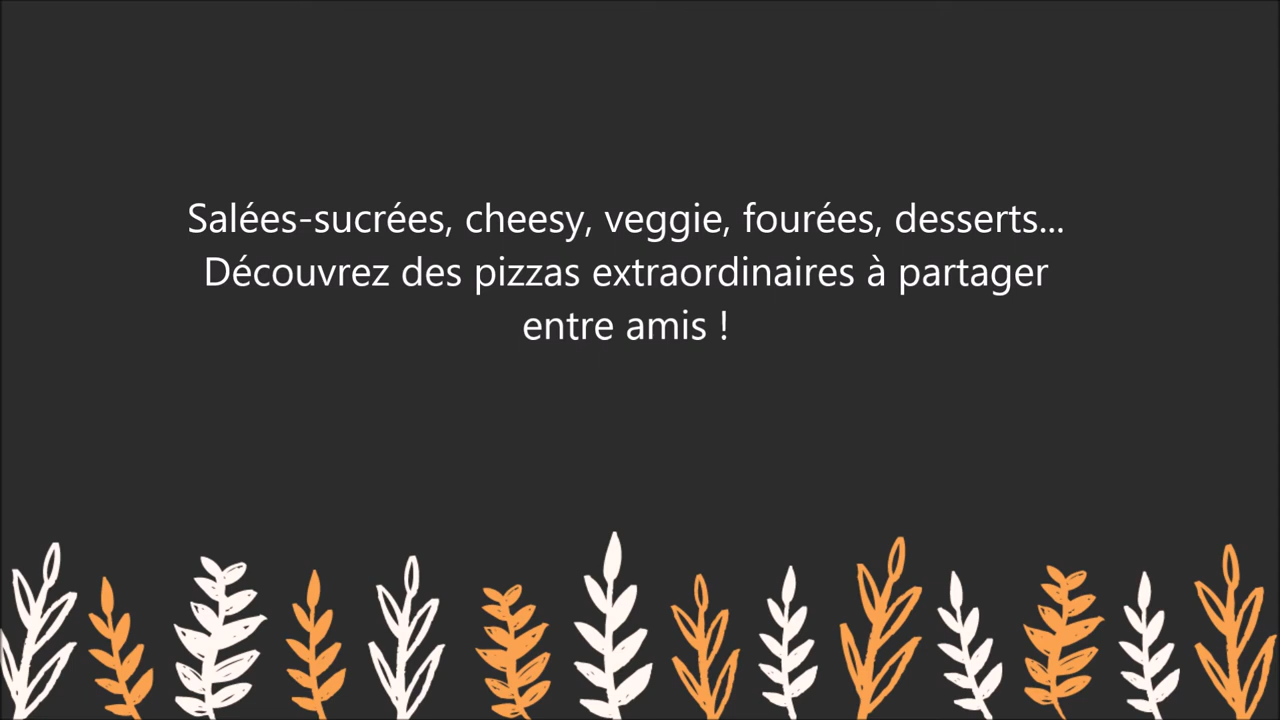 Salées-sucrées, cheesy, veggie, fourées, desserts...
Découvrez des pizzas extraordinaires à partager
entre amis !